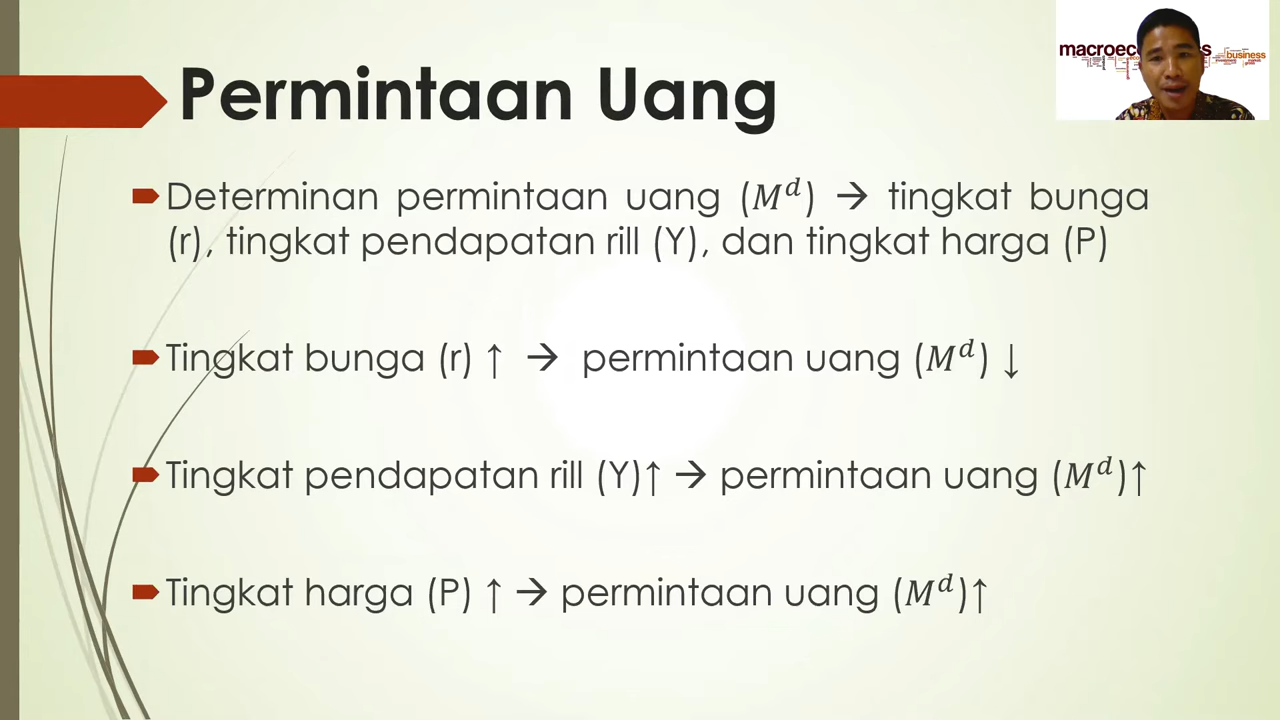 Permintaan Uang
Determinan permintaan uang (𝑀ᵈ) → tingkat bunga
(r), tingkat pendapatan rill (Y), dan tingkat harga (P)
Tingkat bunga (r) ↑ → permintaan uang (𝑀ᵈ) ↓
Tingkat pendapatan rill (Y)↑ → permintaan uang (𝑀ᵈ)↑
Tingkat harga (P) ↑ → permintaan uang (𝑀ᵈ)↑
business